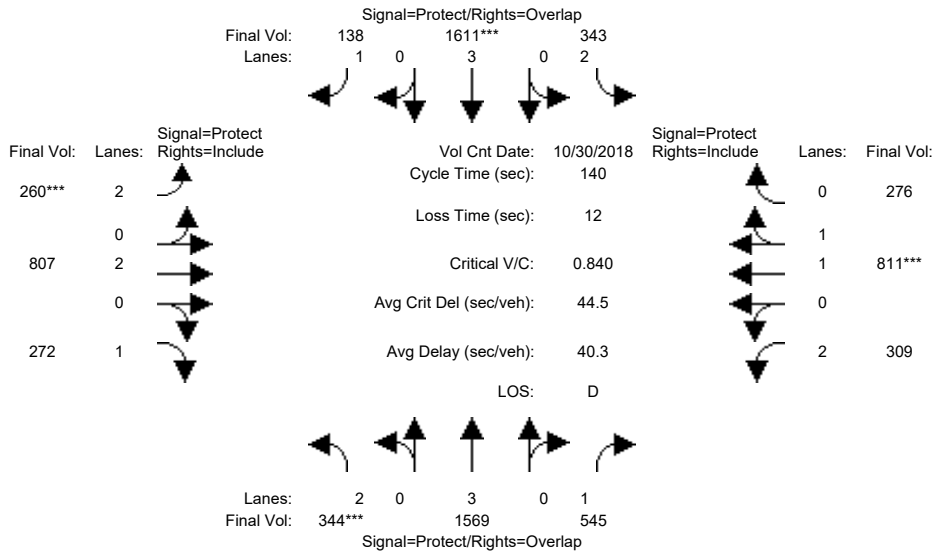 Signal=Protect/Rights=Overlap
Final Vol: 138 1611*** 343
Lanes: 1 0 3 0 2
Signal=Protect
Final Vol: Lanes: Rights=Include
Vol Cnt Date: 10/30/2018
Signal=Protect
Rights=Include Lanes: Final Vol:
Cycle Time (sec): 140
260*** 2
0 276
Loss Time (sec): 12
0
1
807 2
Critical V/C: 0.840
1 811***
0
Avg Crit Del (sec/veh): 44.5
0
272 1
Avg Delay (sec/veh): 40.3
2 309
LOS: D
Lanes: 2 0 3 0 1
Final Vol: 344*** 1569 545
Signal=Protect/Rights=Overlap